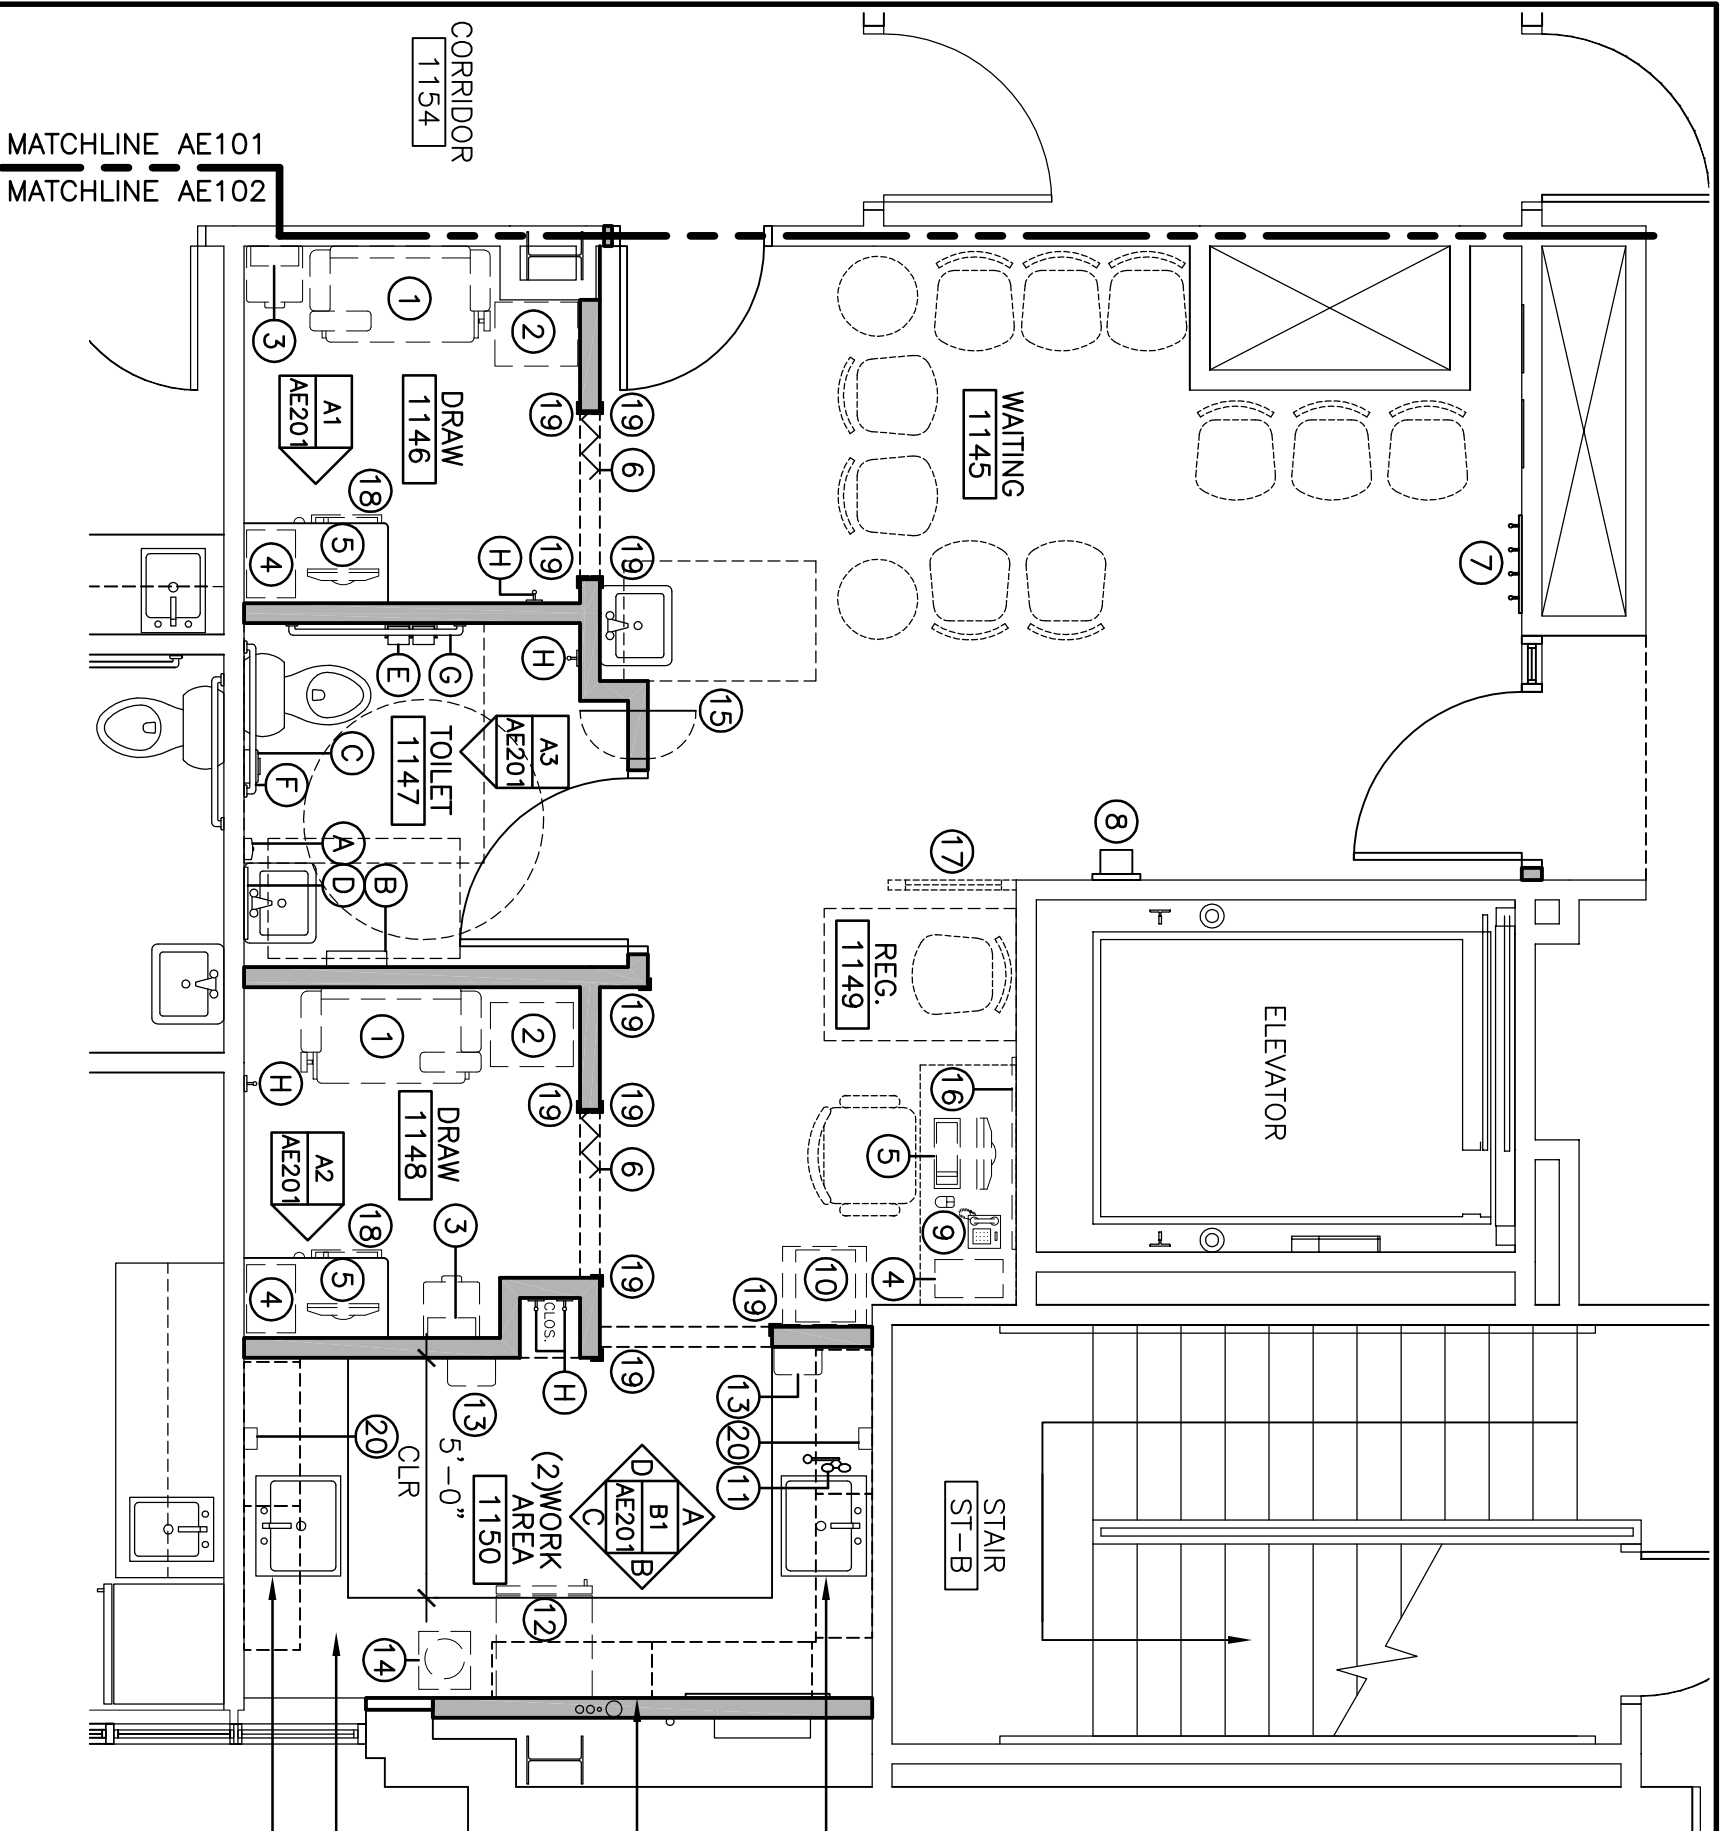 CORRIDOR
1154
MATCHLINE AE101
MATCHLINE AE102
1
2
3
DRAW
1146
A1
AE201
19
19
6
18
5
4
H
19
19
WAITING
1145
7
E
G
H
15
C
F
TOILET
1147
A3
AE201
A
D
B
8
17
REG.
1149
ELEVATOR
1
2
19
H
DRAW
1148
19
19
6
A2
AE201
18
3
5
4
19
16
5
9
4
10
19
CLOS.
H
19
13
13
20
11
20
5'-0"
CLR
(2)WORK
AREA
1150
A
B
C
D
B1
AE201
12
14
STAIR
ST-B